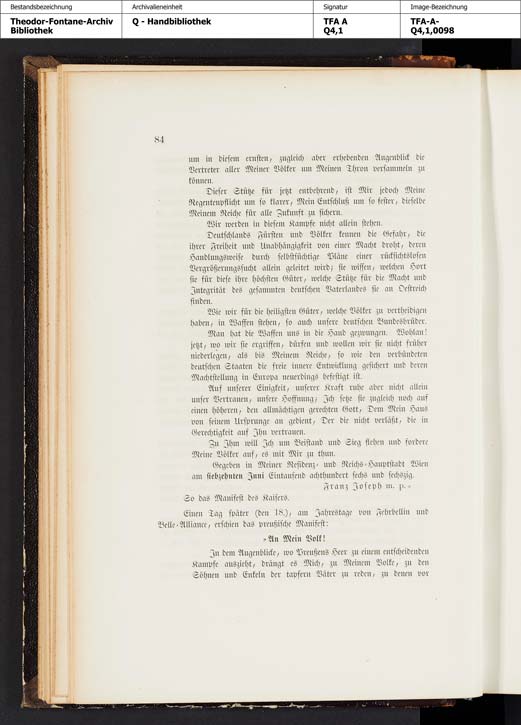 Bestandsbezeichnung Archivalieneinheit Signatur Image-Bezeichnung
Theodor-Fontane-Archiv Q - Handbibliothek TFA A TFA-A-
Bibliothek Q4,1 Q4,1,0098
84
um in diesem ernsten, zugleich aber erhebenden Augenblick die
Vertreter aller Meiner Völker um Meinen Thron versammeln zu
können.
Dieser Stütze für jetzt entbehrend, ist Mir jedoch Meine
Regentenpflicht um so klarer, Mein Entschluß um so fester, dieselbe
Meinem Reiche für alle Zukunft zu sichern.
Wir werden in diesem Kampfe nicht allein stehen.
Deutschlands Fürsten und Völker kennen die Gefahr, die
ihrer Freiheit und Unabhängigkeit von einer Macht droht, deren
Handlungsweise durch selbstsüchtige Pläne einer rücksichtslosen
Vergrößerungssucht allein geleitet wird; sie wissen, welchen Hort
sie für diese ihre höchsten Güter, welche Stütze für die Macht und
Integrität des gesammten deutschen Vaterlandes sie an Oestreich
finden.
Wie wir für die heiligsten Güter, welche Völker zu vertheidigen
haben, in Waffen stehen, so auch unsere deutschen Bundesbrüder.
Man hat die Waffen uns in die Hand gezwungen. Wohlan!
jetzt, wo wir sie ergriffen, dürfen und wollen wir sie nicht früher
niederlegen, als bis Meinem Reiche, so wie den verbündeten
deutschen Staaten die freie innere Entwicklung gesichert und deren
Machtstellung in Europa neuerdings befestigt ist.
Auf unserer Einigkeit, unserer Kraft ruhe aber nicht allein
unser Vertrauen, unsere Hoffnung; Ich setze sie zugleich noch auf
einen höheren, den allmächtigen gerechten Gott, Dem Mein Haus
von seinem Ursprunge an gedient, Der die nicht verläßt, die in
Gerechtigkeit auf Ihn vertrauen.
Zu Ihm will Ich um Beistand und Sieg flehen und fordere
Meine Völker auf, es mit Mir zu thun.
Gegeben in Meiner Residenz- und Reichs-Hauptstadt Wien
am siebzehnten Juni Eintausend achthundert sechs und sechszig.
Franz Joseph m. p.«
So das Manifest des Kaisers.
Einen Tag später (den 18.), am Jahrestage von Fehrbellin und
Belle-Alliance, erschien das preußische Manifest:
»An Mein Volk!
In dem Augenblicke, wo Preußens Heer zu einem entscheidenden
Kampfe auszieht, drängt es Mich, zu Meinem Volke, zu den
Söhnen und Enkeln der tapfern Väter zu reden, zu denen vor